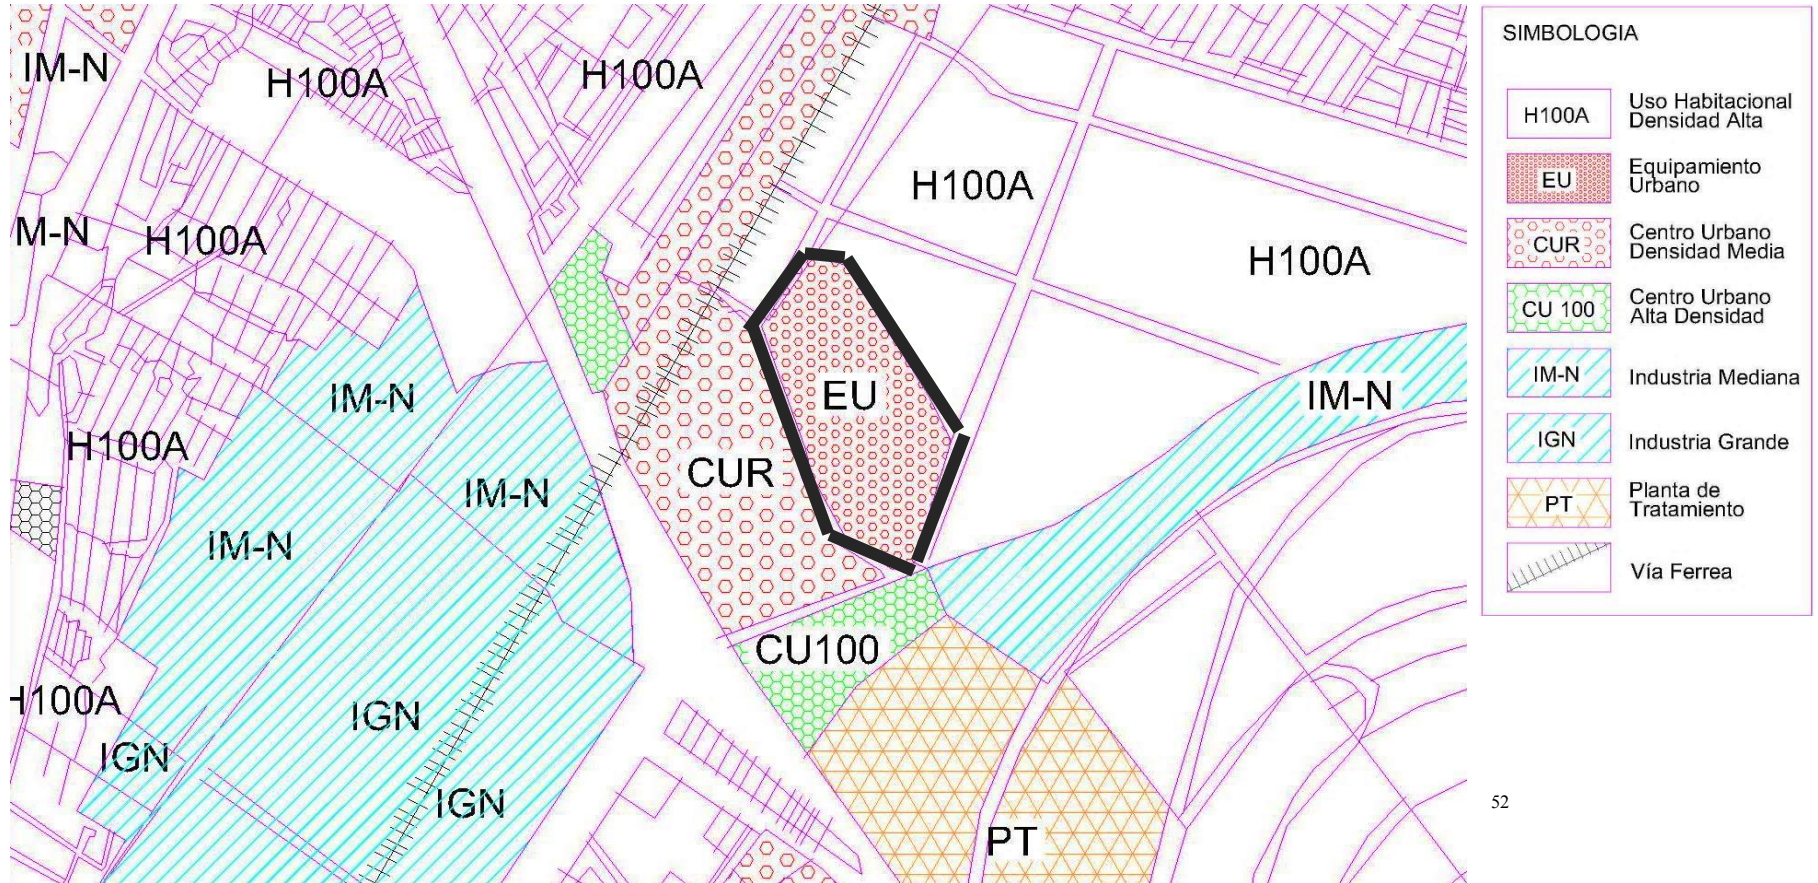 IM-N
H100A
H100A
H100A
H100A
M-N
H100A
EU
IM-N
IM-N
H100A
CUR
IM-N
IM-N
CU100
H100A
IGN
IGN
IGN
PT
SIMBOLOGIA
H100A
Uso Habitacional
Densidad Alta
EU
Equipamiento
Urbano
CUR
Centro Urbano
Densidad Media
CU 100
Centro Urbano
Alta Densidad
IM-N
Industria Mediana
IGN
Industria Grande
PT
Planta de
Tratamiento
Vía Ferrea
52